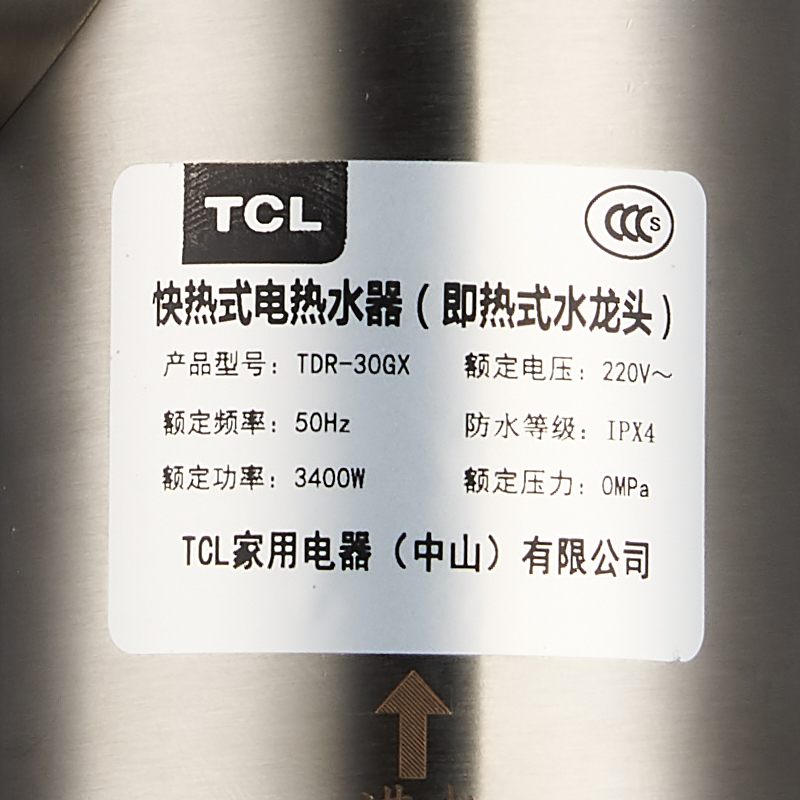 TCL
CCC S
快热式电热水器(即热式水龙头)
产品型号: TDR-30GX 额定电压: 220V~
额定频率: 50Hz 防水等级: IPX4
额定功率: 3400W 额定压力: 0MPa
TCL家用电器（中山）有限公司